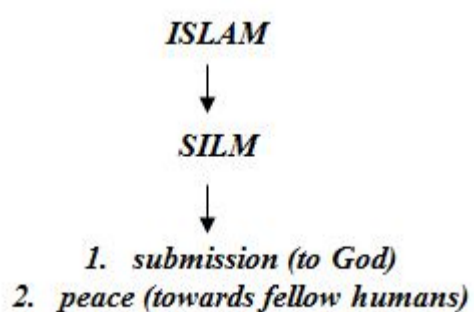 ISLAM
SILM
1. submission (to God)
2. peace (towards fellow humans)